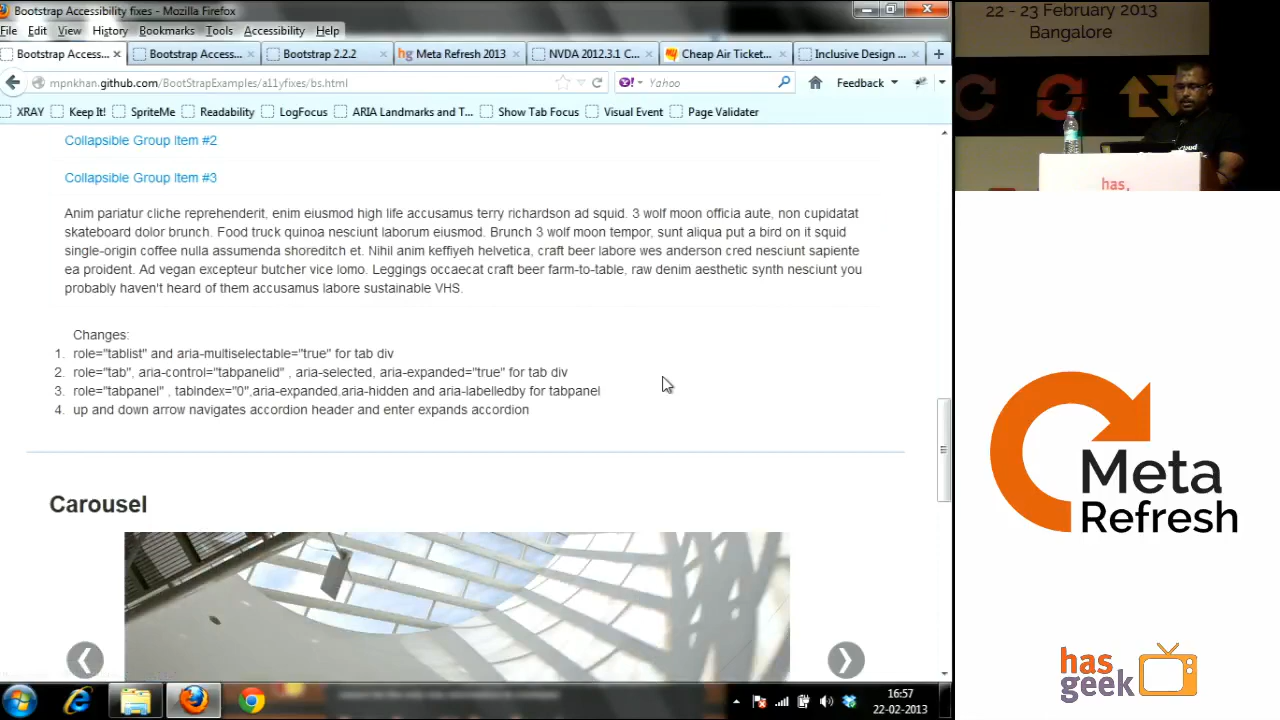 Bootstrap Accessibility fixes - Mozilla Firefox
File Edit View History Bookmarks Tools Accessibility Help
Bootstrap Access...
Bootstrap Access...
Bootstrap 2.2.2
hg Meta Refresh 2013
NVDA 2012.3.1 C...
Cheap Air Ticket...
Inclusive Design ...
mpnkhan.github.com/BootStrapExamples/a11yfixes/bs.html
Yahoo
Feedback
XRAY Keep It! SpriteMe Readability LogFocus ARIA Landmarks and T... Show Tab Focus Visual Event Page Validater
Collapsible Group Item #2
Collapsible Group Item #3
Anim pariatur cliche reprehenderit, enim eiusmod high life accusamus terry richardson ad squid. 3 wolf moon officia aute, non cupidatat
skateboard dolor brunch. Food truck quinoa nesciunt laborum eiusmod. Brunch 3 wolf moon tempor, sunt aliqua put a bird on it squid
single-origin coffee nulla assumenda shoreditch et. Nihil anim keffiyeh helvetica, craft beer labore wes anderson cred nesciunt sapiente
ea proident. Ad vegan excepteur butcher vice lomo. Leggings occaecat craft beer farm-to-table, raw denim aesthetic synth nesciunt you
probably haven't heard of them accusamus labore sustainable VHS.
Changes:
1. role="tablist" and aria-multiselectable="true" for tab div
2. role="tab", aria-control="tabpanelid" , aria-selected, aria-expanded="true" for tab div
3. role="tabpanel" , tabIndex="0",aria-expanded,aria-hidden and aria-labelledby for tabpanel
4. up and down arrow navigates accordion header and enter expands accordion
Carousel
16:57
22-02-2013
22 - 23 February 2013
Bangalore
has,
Meta
Refresh
has
geek